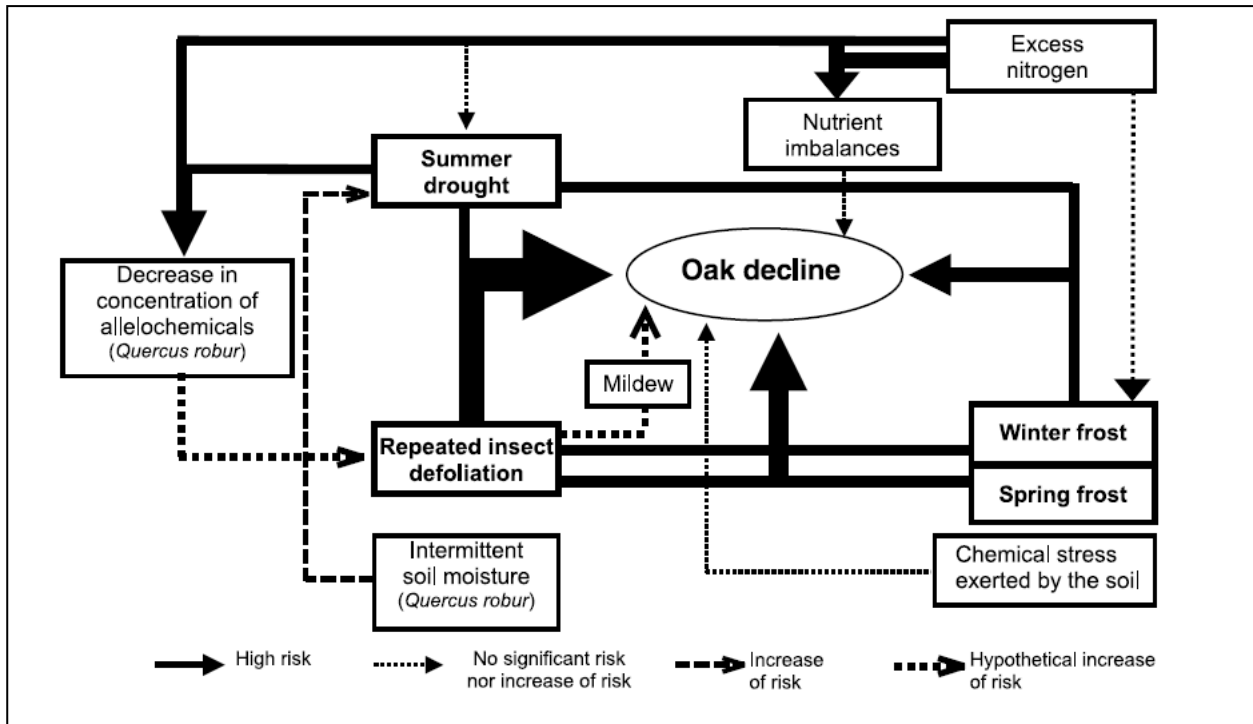 Excess
nitrogen
Nutrient
imbalances
Summer
drought
Oak decline
Decrease in
concentration of
allelochemicals
(Quercus robur)
Mildew
Repeated insect
defoliation
Winter frost
Spring frost
Intermittent
soil moisture
(Quercus robur)
Chemical stress
exerted by the soil
High risk
No significant risk
nor increase of risk
Increase
of risk
Hypothetical increase
of risk